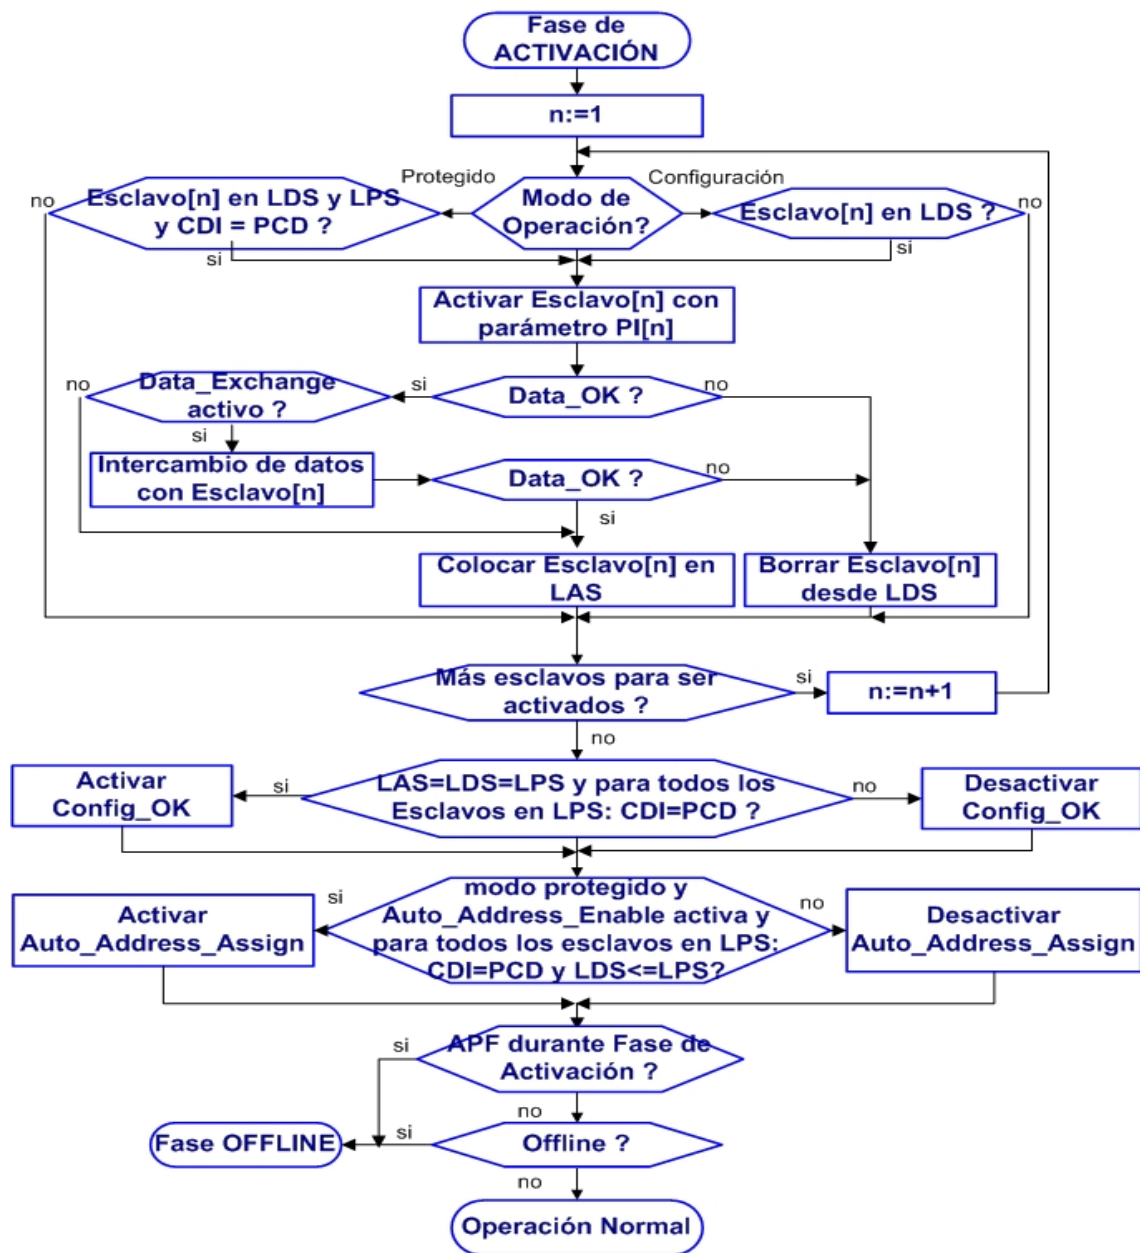 Fase de
ACTIVACIÓN
n:=1
Protegido
Configuración
no
Esclavo[n] en LDS y LPS
y CDI = PCD ?
Modo de
Operación?
Esclavo[n] en LDS ?
no
si
si
Activar Esclavo[n] con
parámetro PI[n]
no
Data_Exchange
activo ?
si
Data_OK ?
no
si
Intercambio de datos
con Esclavo[n]
Data_OK ?
no
si
Colocar Esclavo[n] en
LAS
Borrar Esclavo[n]
desde LDS
Más esclavos para ser
activados ?
si
n:=n+1
no
Activar
Config_OK
si
LAS=LDS=LPS y para todos los
Esclavos en LPS: CDI=PCD ?
no
Desactivar
Config_OK
si
modo protegido y
Auto_Address_Enable activa y
para todos los esclavos en LPS:
CDI=PCD y LDS<=LPS?
no
Activar
Auto_Address_Assign
Desactivar
Auto_Address_Assign
si
APF durante Fase de
Activación ?
no
Fase OFFLINE
si
Offline ?
no
Operación Normal